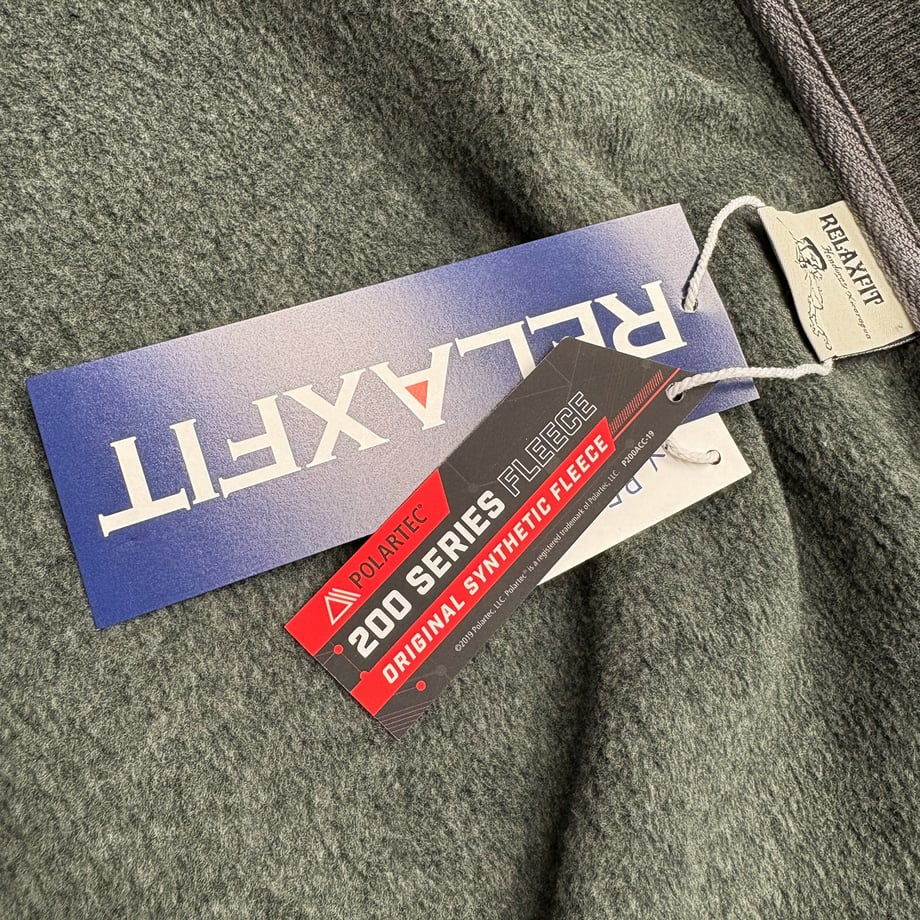 RELAXFIT
RELAXFIT
POLARTEC®
200 SERIES FLEECE
ORIGINAL SYNTHETIC FLEECE
©2019 Polartec, LLC. Polartec® is a registered trademark of Polartec, LLC. P200ACC-19